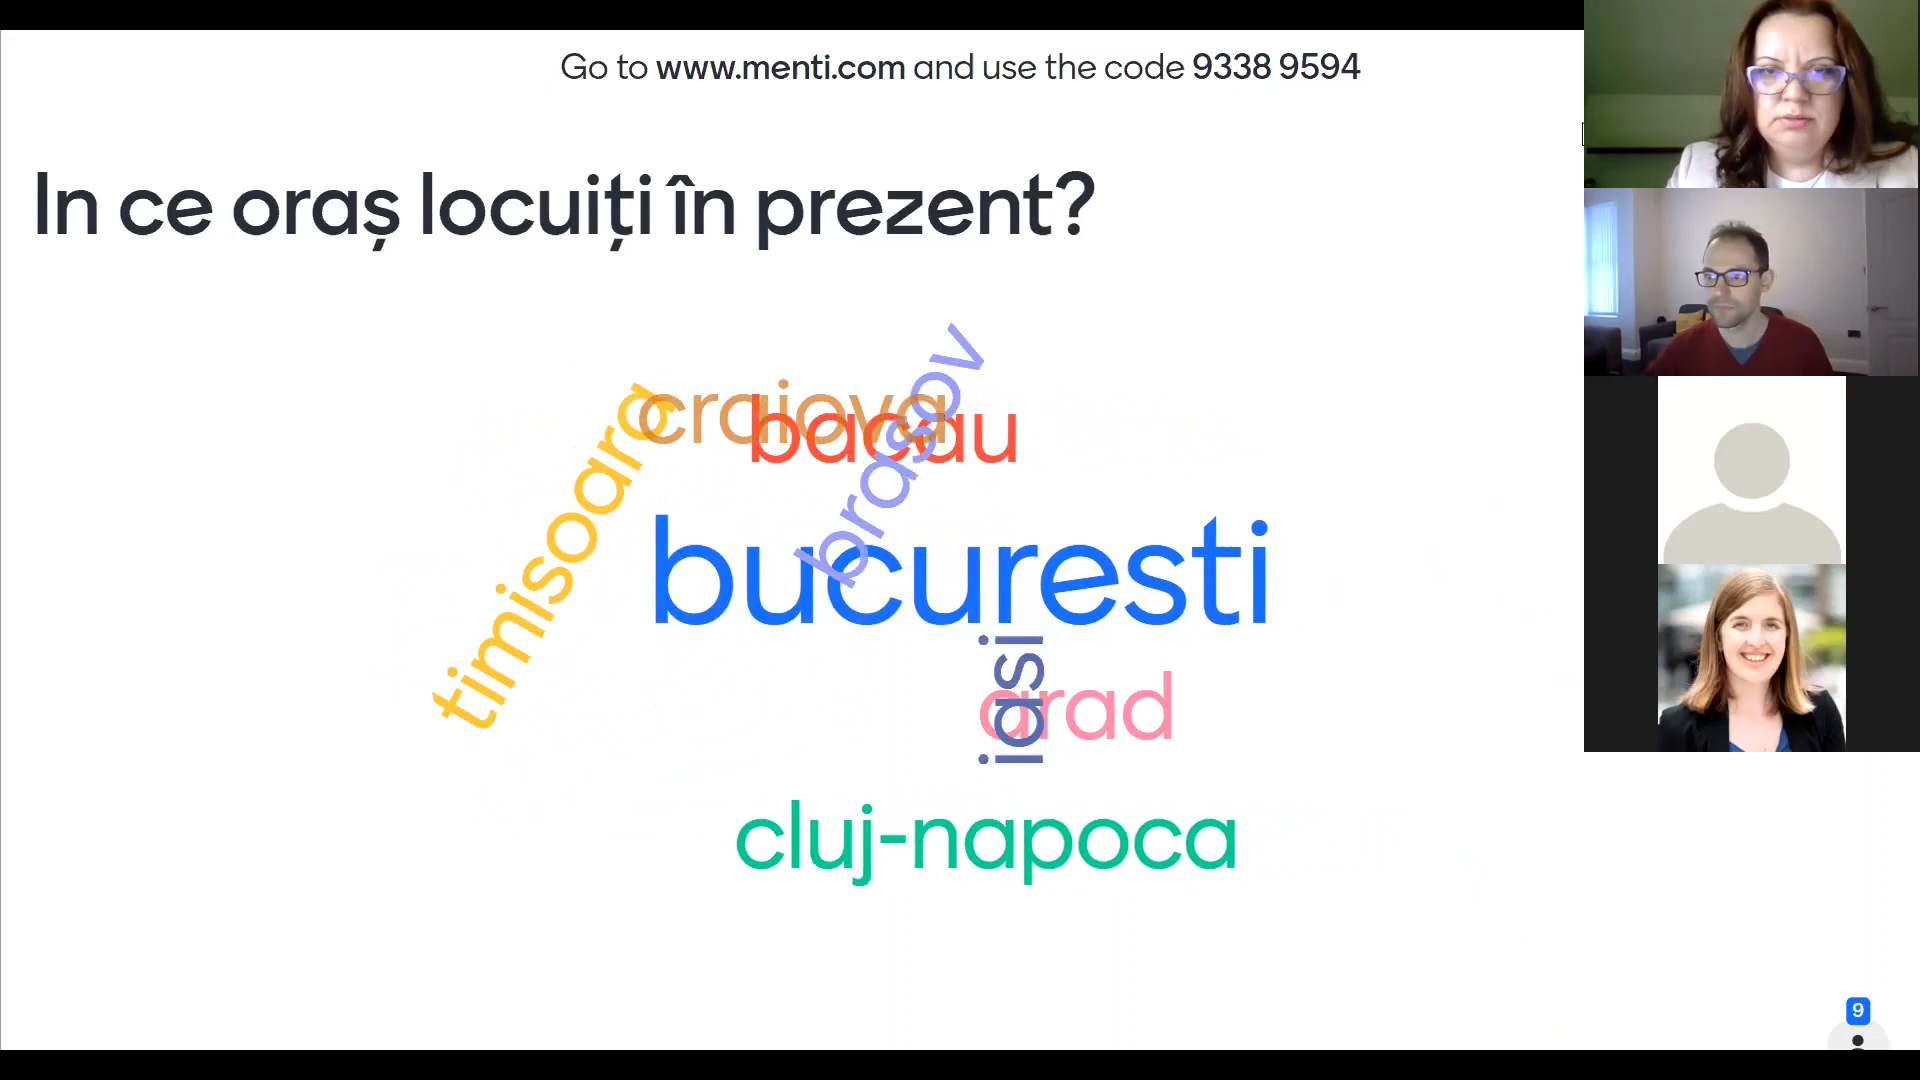 Go to www.menti.com and use the code 9338 9594
In ce oraș locuiți în prezent?
craiova
bacau
brasov
timisoara
bucuresti
iasi
arad
cluj-napoca
9